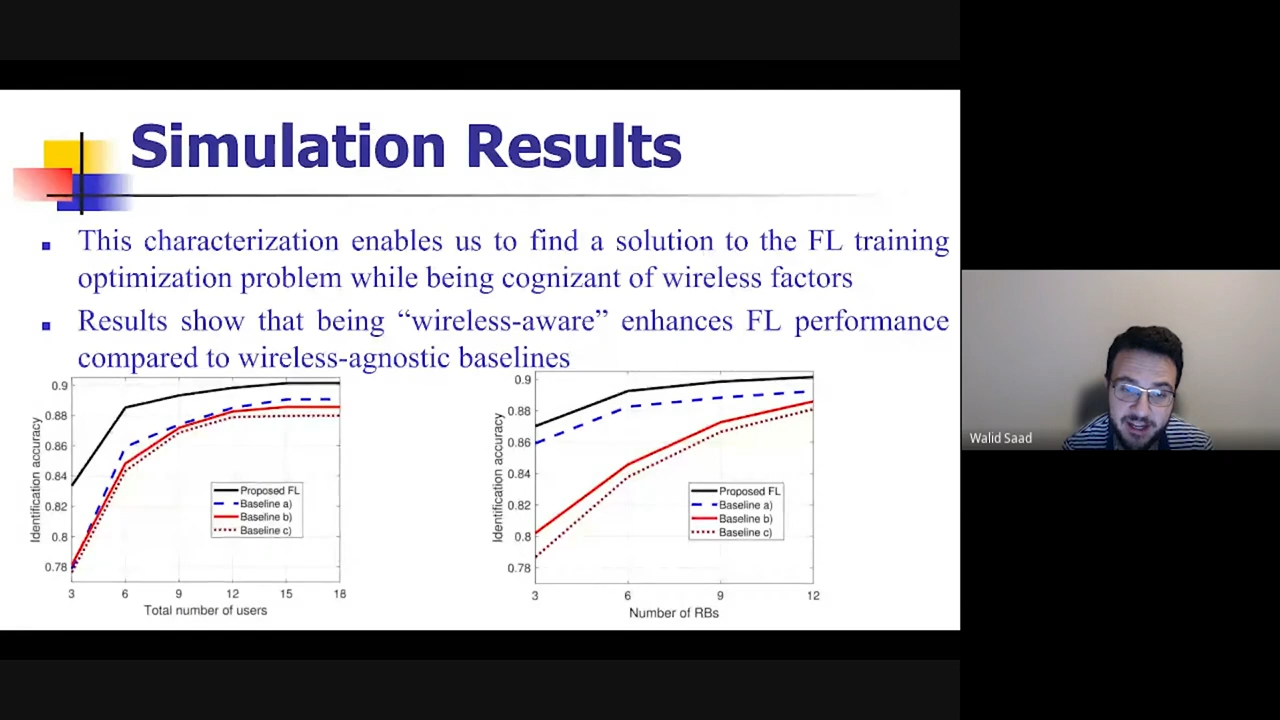 Simulation Results
This characterization enables us to find a solution to the FL training
optimization problem while being cognizant of wireless factors
Results show that being “wireless-aware” enhances FL performance
compared to wireless-agnostic baselines
Identification accuracy
0.9
0.88
0.86
0.84
0.82
0.8
0.78
3 6 9 12 15 18
Total number of users
Proposed FL
Baseline a)
Baseline b)
Baseline c)
Identification accuracy
0.9
0.88
0.86
0.84
0.82
0.8
0.78
3 6 9 12
Number of RBs
Proposed FL
Baseline a)
Baseline b)
Baseline c)
Walid Saad